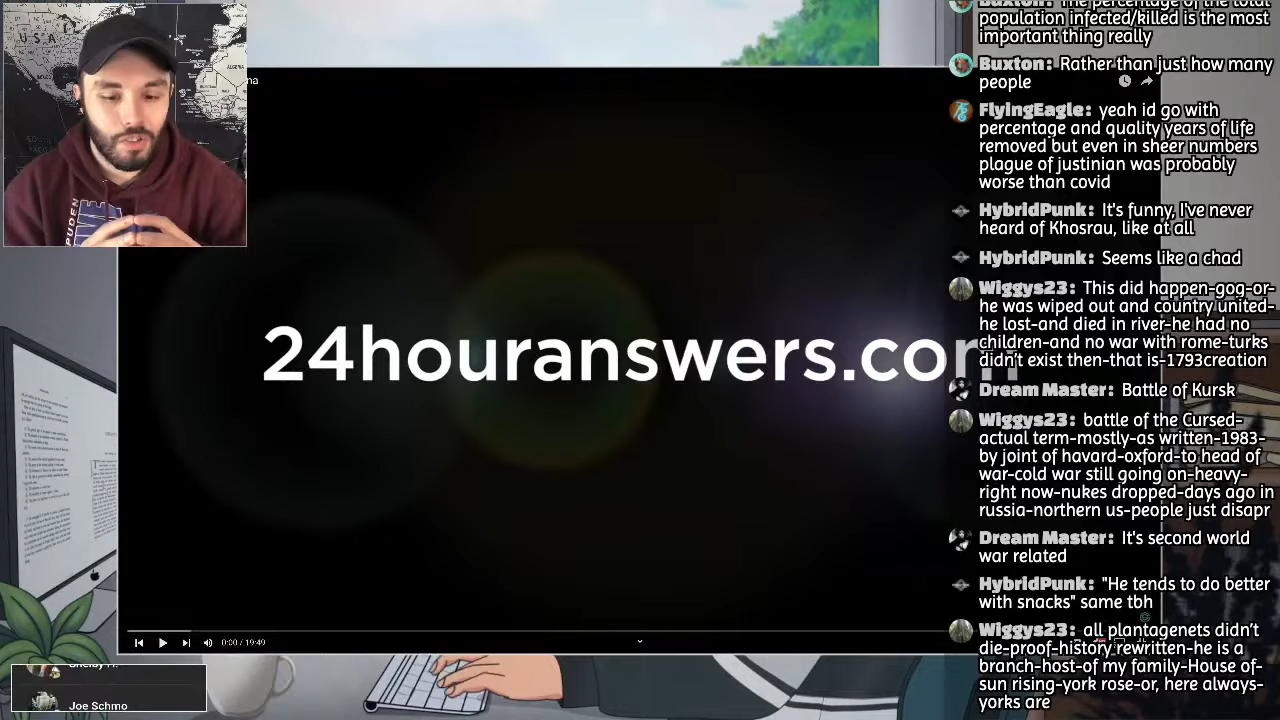 Buxton: The percentage of the total
population infected/killed is the most
important thing really
Buxton: Rather than just how many
people
FlyingEagle: yeah id go with
percentage and quality years of life
removed but even in sheer numbers
plague of justinian was probably
worse than covid
HybridPunk: It's funny, I've never
heard of Khosrau, like at all
HybridPunk: Seems like a chad
Wiggys23: This did happen-gog-or-
he was wiped out and country united-
he lost-and died in river-he had no
children-and no war with rome-turks
didn't exist then-that is-1793creation
Dream Master: Battle of Kursk
Wiggys23: battle of the Cursed-
actual term-mostly-as written-1983-
by joint of havard-oxford-to head of
war-cold war still going on-heavy-
right now-nukes dropped-days ago in
russia-northern us-people just disapr
Dream Master: It's second world
war related
HybridPunk: "He tends to do better
with snacks" same tbh
Wiggys23: all plantagenets didn't
die-proof-history rewritten-he is a
branch-host-of my family-House of-
sun rising-york rose-or, here always-
yorks are
USA
ALGERIA
na
24houranswers.com
0:00 / 19:49
Shelby H.
Joe Schmo